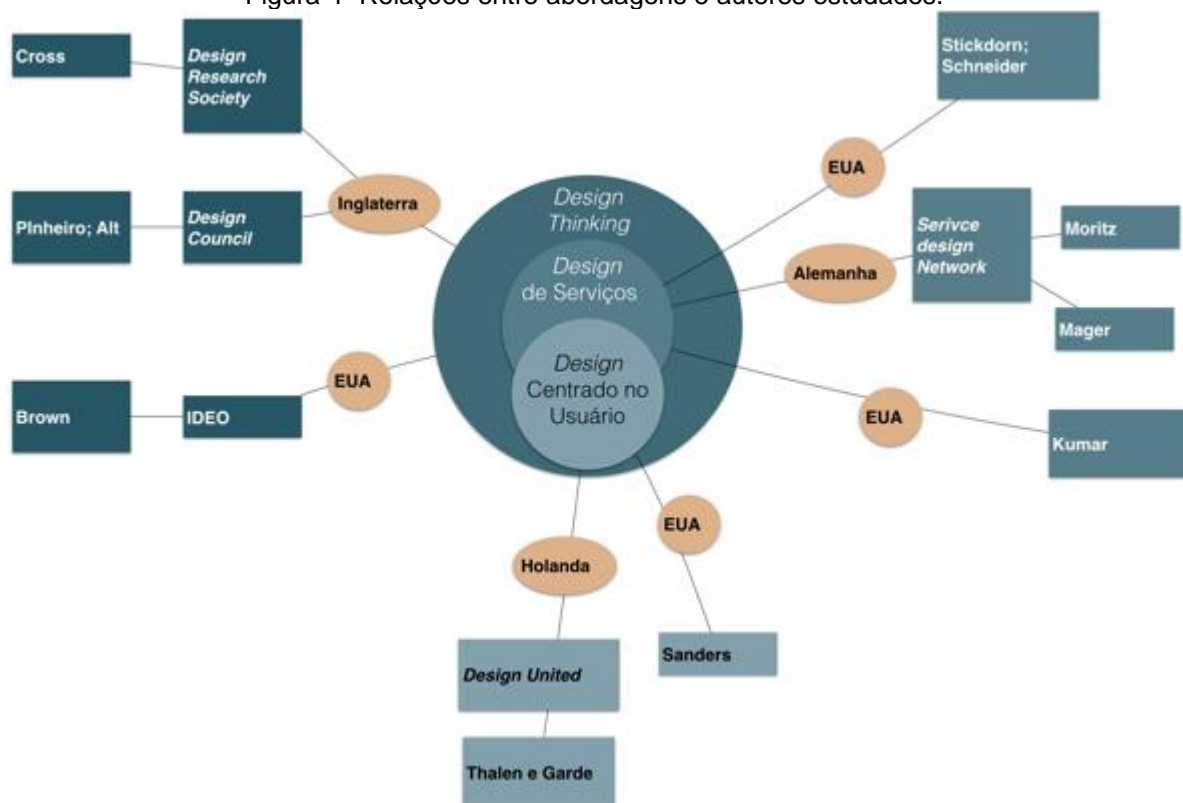 Figura 1- Relações entre abordagens e autores estudados.
Cross
Design
Research
Society
Stickdorn;
Schneider
EUA
Design
Thinking
Inglaterra
PInheiro; Alt
Design
Council
Serivce
design
Network
Moritz
Alemanha
Mager
Design
de Serviços
Design
Centrado no
Usuário
EUA
Brown
IDEO
EUA
Kumar
EUA
Holanda
Sanders
Design United
Thalen e Garde